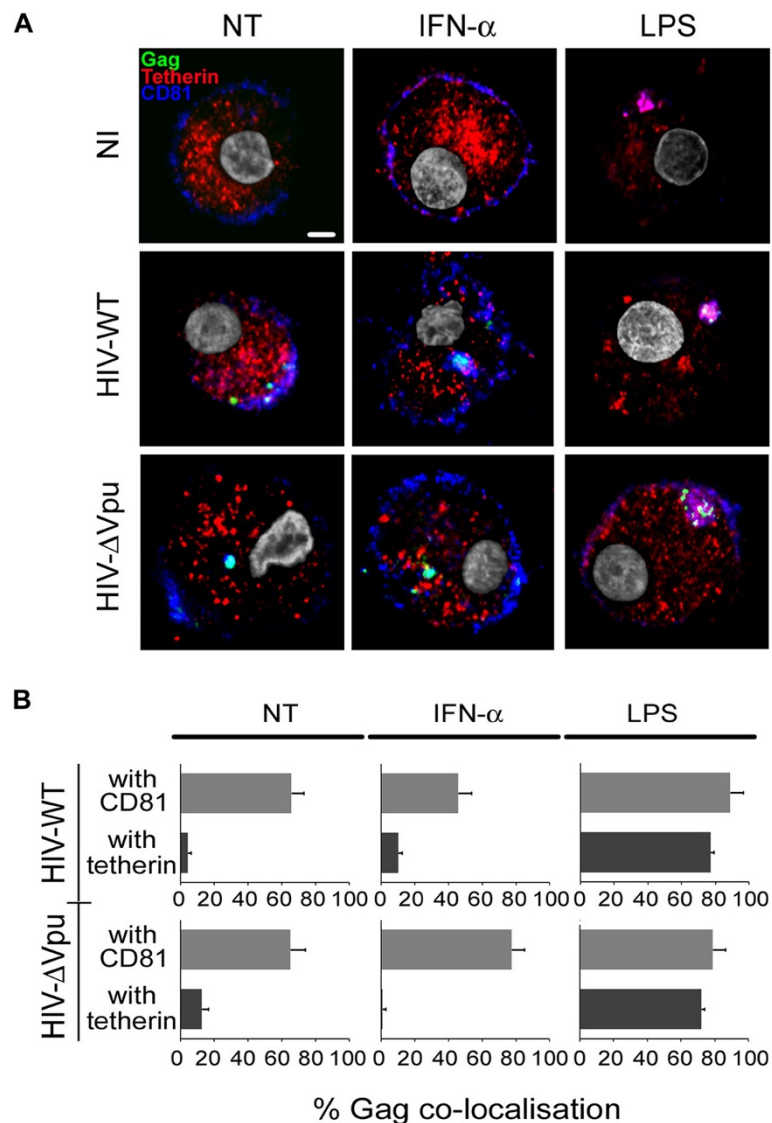 A
NT IFN-α LPS
Gag
Tetherin
CD81
NI
HIV-WT
HIV-ΔVpu
B
NT IFN-α LPS
HIV-WT
with CD81
with tetherin
0 20 40 60 80 100 0 20 40 60 80 100 0 20 40 60 80 100
HIV-ΔVpu
with CD81
with tetherin
0 20 40 60 80 100 0 20 40 60 80 100 0 20 40 60 80 100
% Gag co-localisation